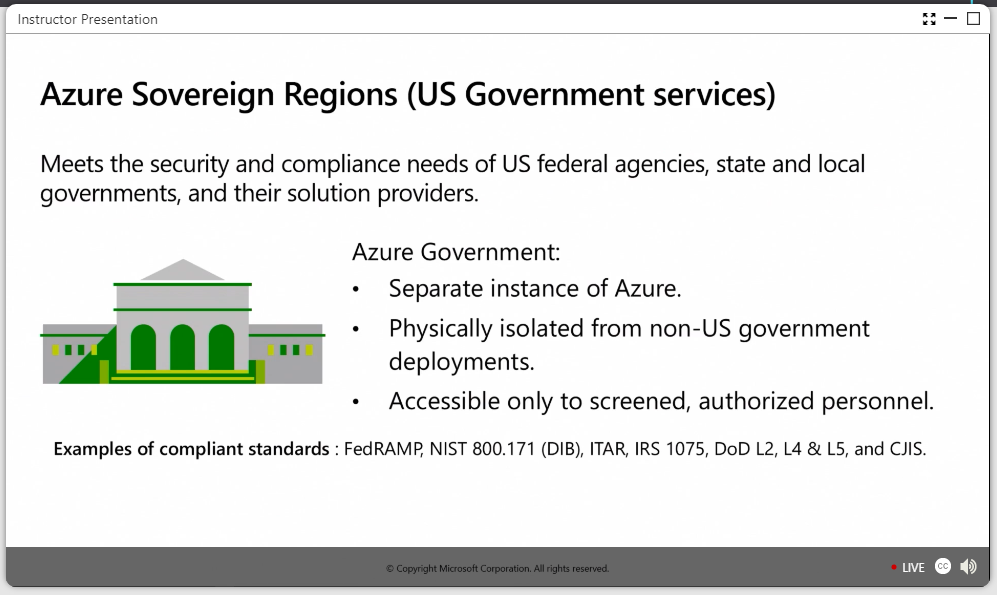 Instructor Presentation
Azure Sovereign Regions (US Government services)
Meets the security and compliance needs of US federal agencies, state and local
governments, and their solution providers.
Azure Government:
• Separate instance of Azure.
• Physically isolated from non-US government
deployments.
• Accessible only to screened, authorized personnel.
Examples of compliant standards : FedRAMP, NIST 800.171 (DIB), ITAR, IRS 1075, DoD L2, L4 & L5, and CJIS.
© Copyright Microsoft Corporation. All rights reserved.
• LIVE CC